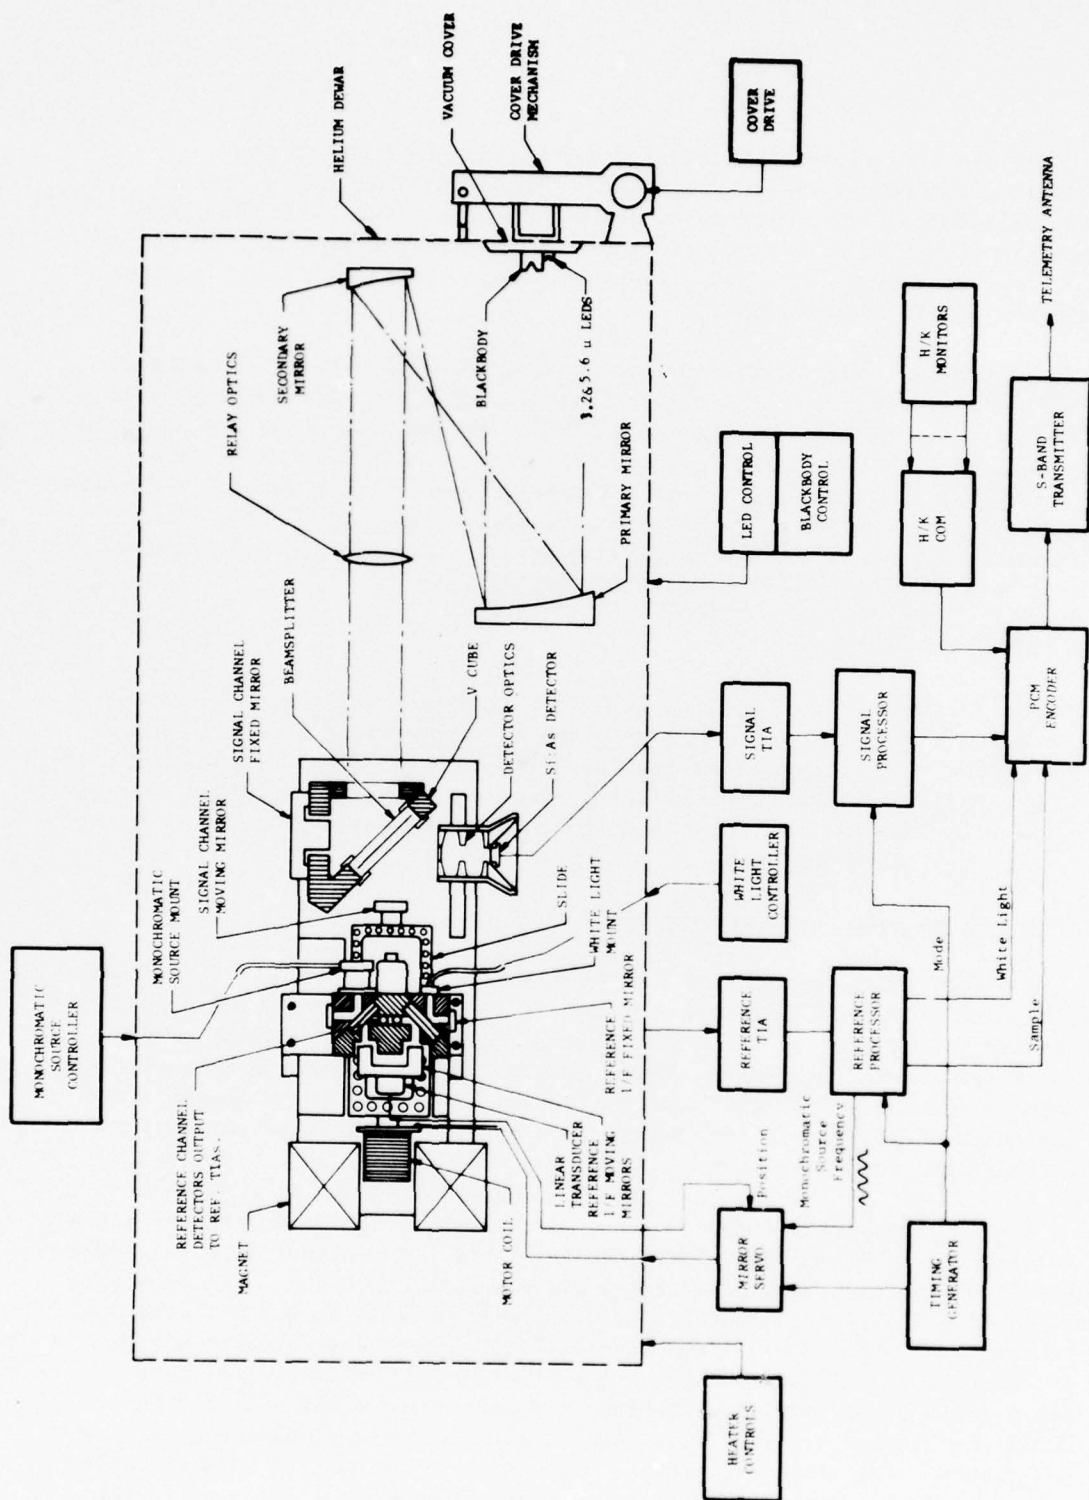 MONOCHROMATIC
SOURCE
CONTROLLER
MONOCHROMATIC
SOURCE MOUNT
SIGNAL CHANNEL
MOVING MIRROR
SIGNAL CHANNEL
FIXED MIRROR
BEAMSPLITTER
RELAY OPTICS
SECONDARY
MIRROR
HELIUM DEWAR
VACUUM COVER
COVER DRIVE
MECHANISM
COVER
DRIVE
REFERENCE CHANNEL
DETECTORS OUTPUT
TO REF. TIAs.
MAGNET
MOTOR COIL
LINEAR
TRANSDUCER
REFERENCE
I/F MOVING
MIRRORS
REFERENCE
I/F FIXED MIRROR
WHITE LIGHT
MOUNT
SLIDE
Si:As DETECTOR
DETECTOR OPTICS
V CUBE
PRIMARY MIRROR
BLACKBODY
3.2&5.6 u LEDS
HEATER
CONTROLS
MIRROR
SERVO
Position
Monochromatic
Source
Frequency
REFERENCE
TIA
WHITE
LIGHT
CONTROLLER
SIGNAL
TIA
LED CONTROL
BLACKBODY
CONTROL
TIMING
GENERATOR
REFERENCE
PROCESSOR
Mode
SIGNAL
PROCESSOR
H/K
COM
H/K
MONITORS
White Light
Sample
PCM
ENCODER
S-BAND
TRANSMITTER
TELEMETRY ANTENNA